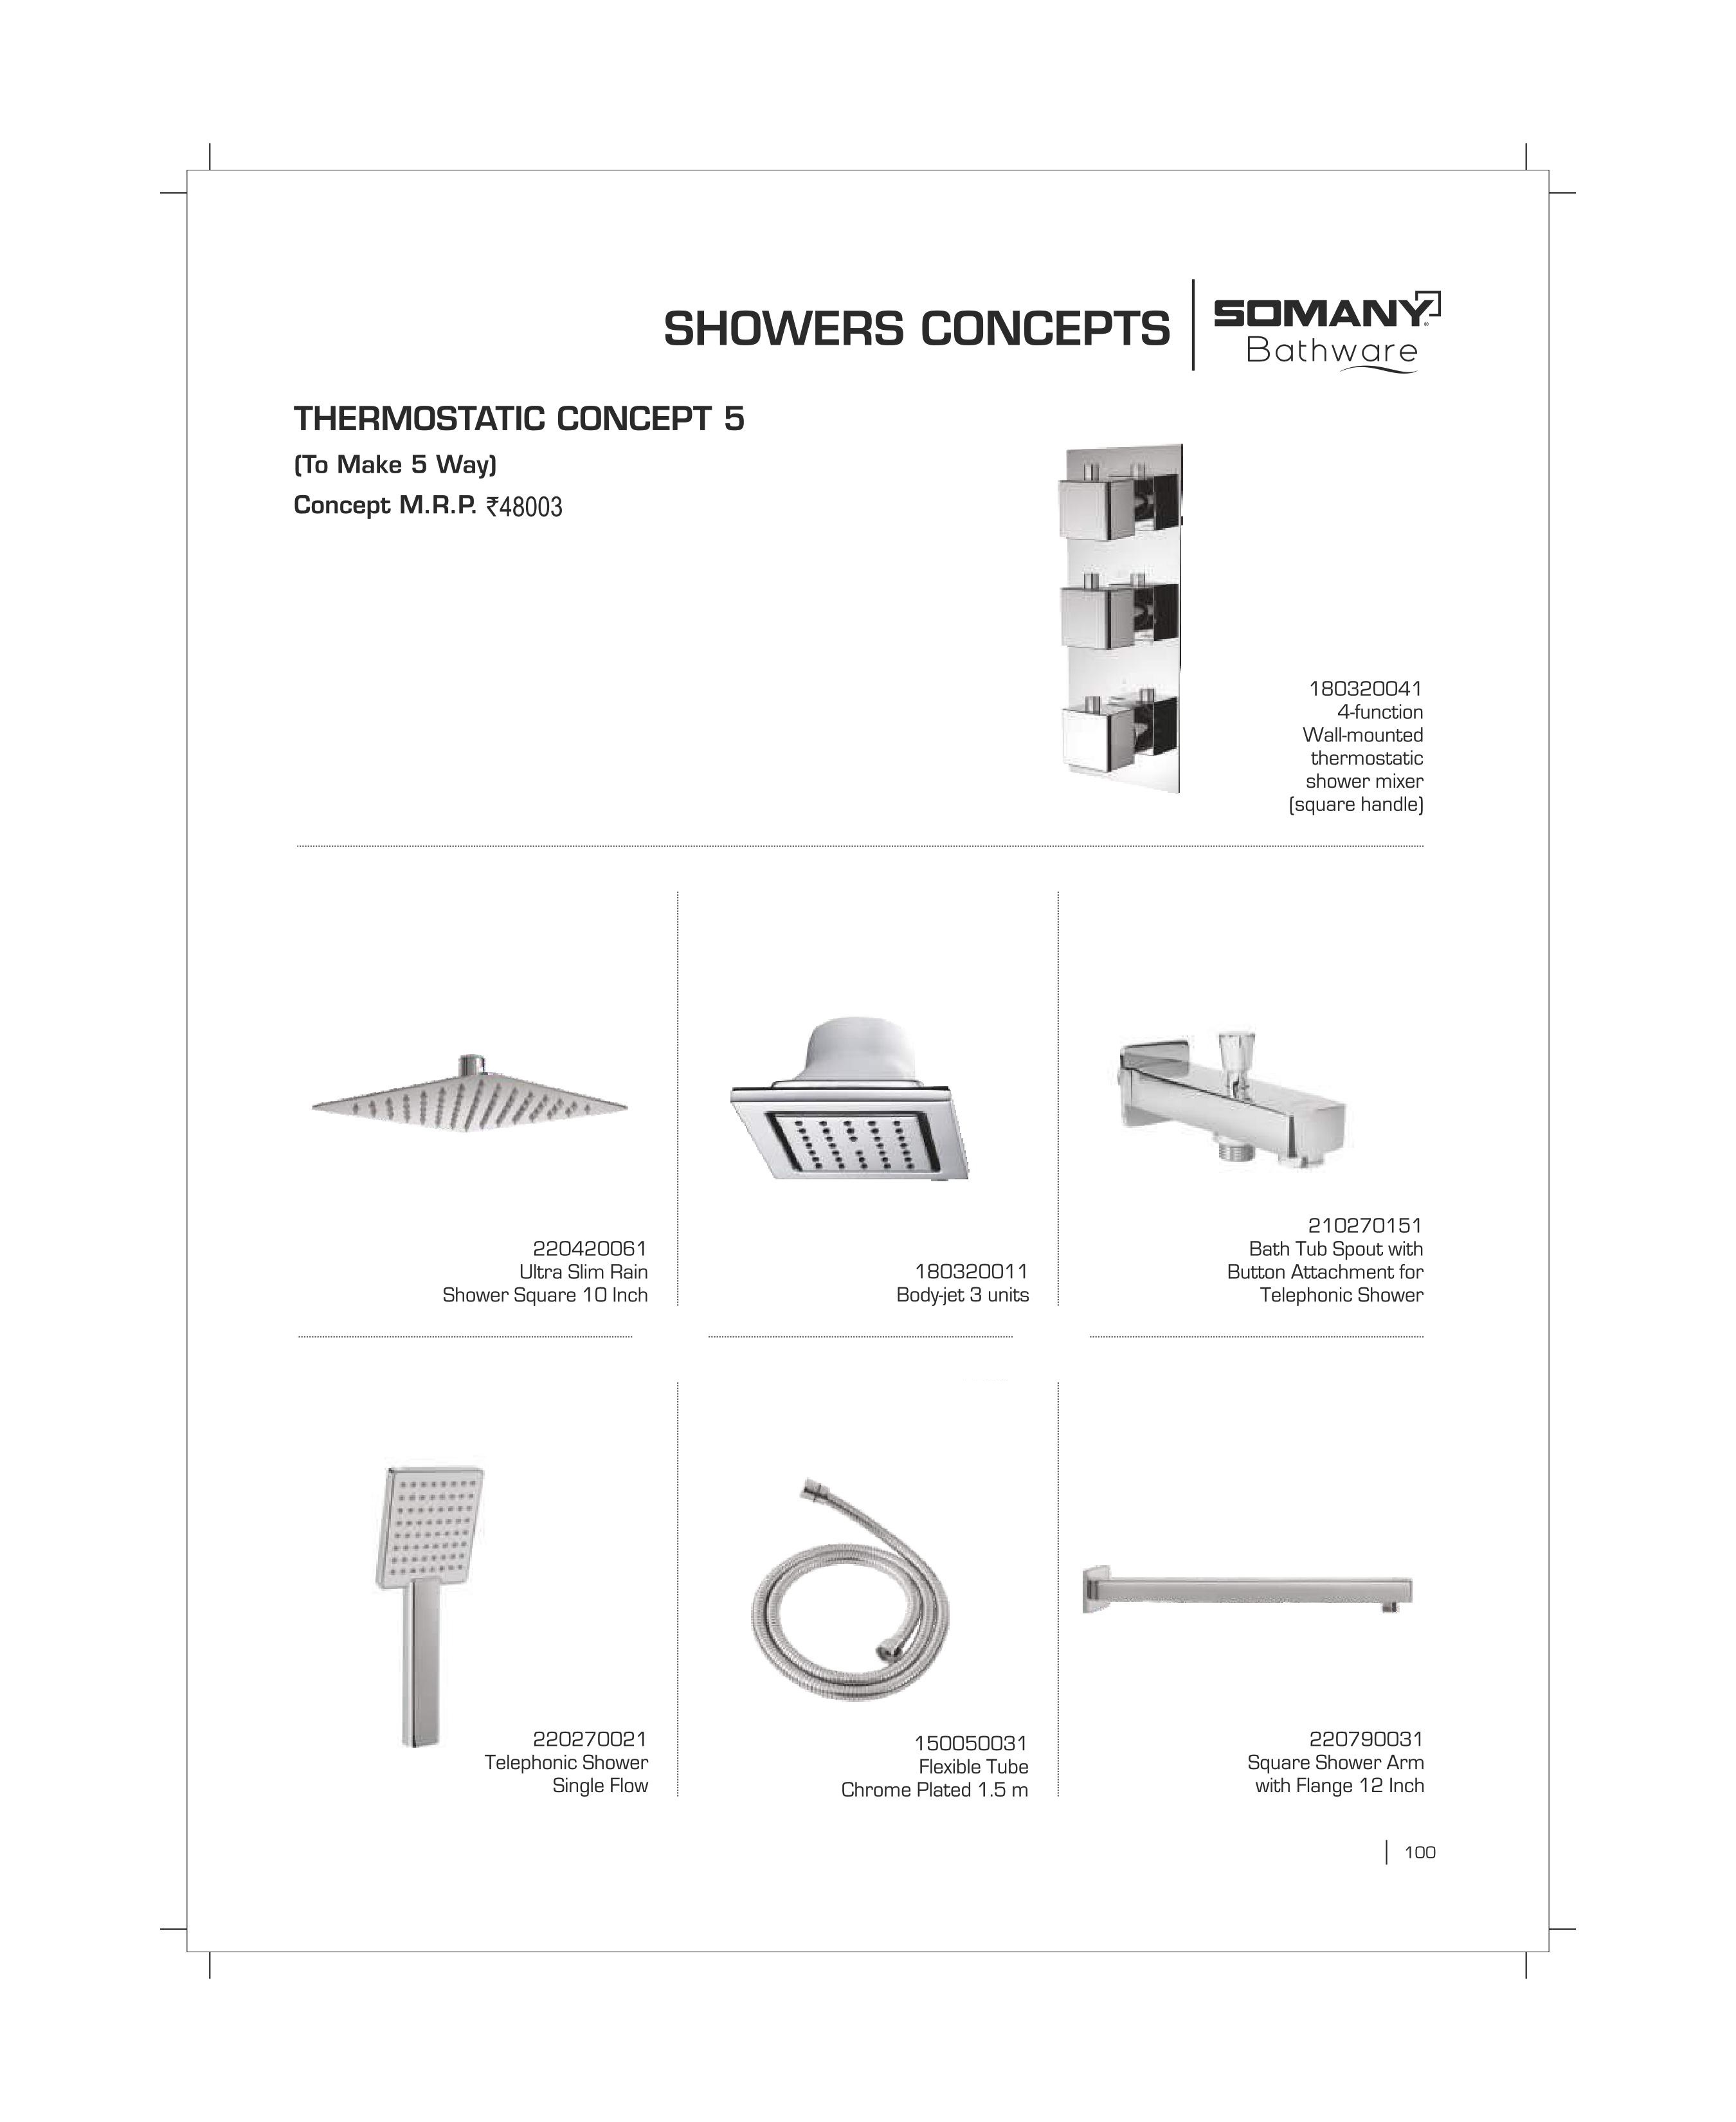 SHOWERS CONCEPTS
SOMANY®
Bathware
THERMOSTATIC CONCEPT 5
(To Make 5 Way)
Concept M.R.P. ₹48003
180320041
4-function
Wall-mounted
thermostatic
shower mixer
(square handle)
220420061
Ultra Slim Rain
Shower Square 10 Inch
180320011
Body-jet 3 units
210270151
Bath Tub Spout with
Button Attachment for
Telephonic Shower
220270021
Telephonic Shower
Single Flow
150050031
Flexible Tube
Chrome Plated 1.5 m
220790031
Square Shower Arm
with Flange 12 Inch
100